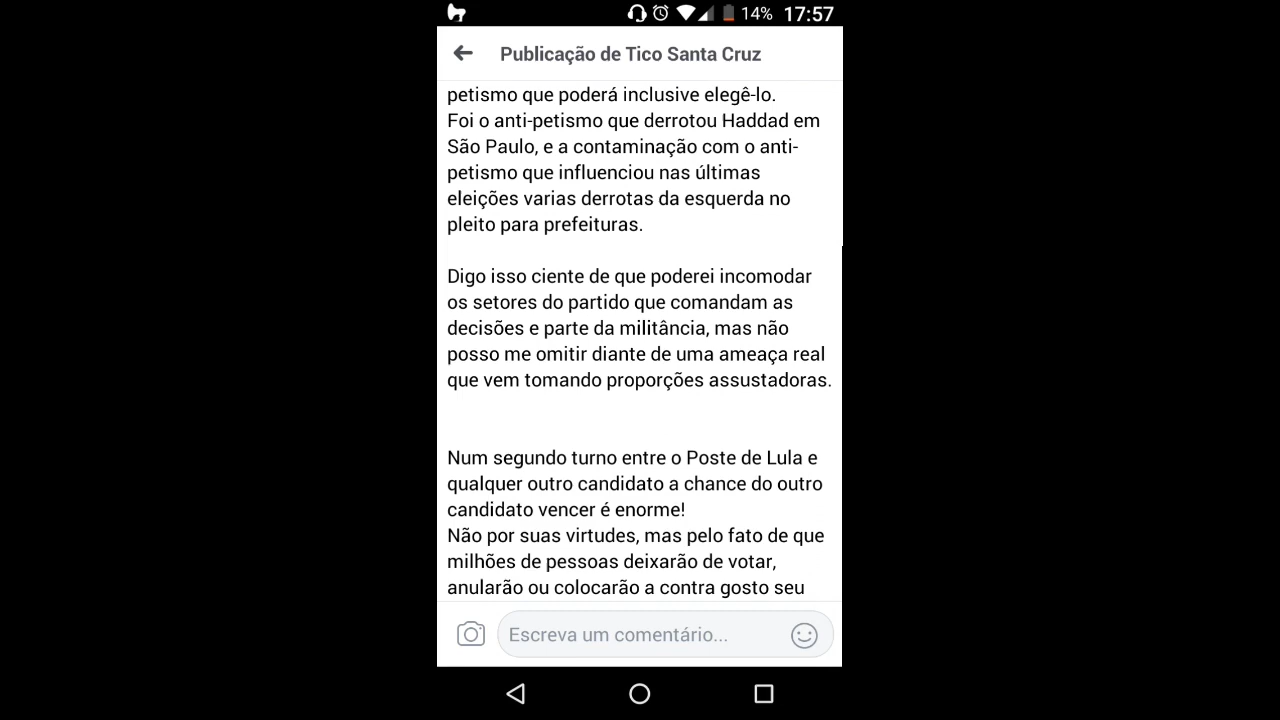 14% 17:57
Publicação de Tico Santa Cruz
petismo que poderá inclusive elegê-lo.
Foi o anti-petismo que derrotou Haddad em
São Paulo, e a contaminação com o anti-
petismo que influenciou nas últimas
eleições varias derrotas da esquerda no
pleito para prefeituras.
Digo isso ciente de que poderei incomodar
os setores do partido que comandam as
decisões e parte da militância, mas não
posso me omitir diante de uma ameaça real
que vem tomando proporções assustadoras.
Num segundo turno entre o Poste de Lula e
qualquer outro candidato a chance do outro
candidato vencer é enorme!
Não por suas virtudes, mas pelo fato de que
milhões de pessoas deixarão de votar,
anularão ou colocarão a contra gosto seu
Escreva um comentário...